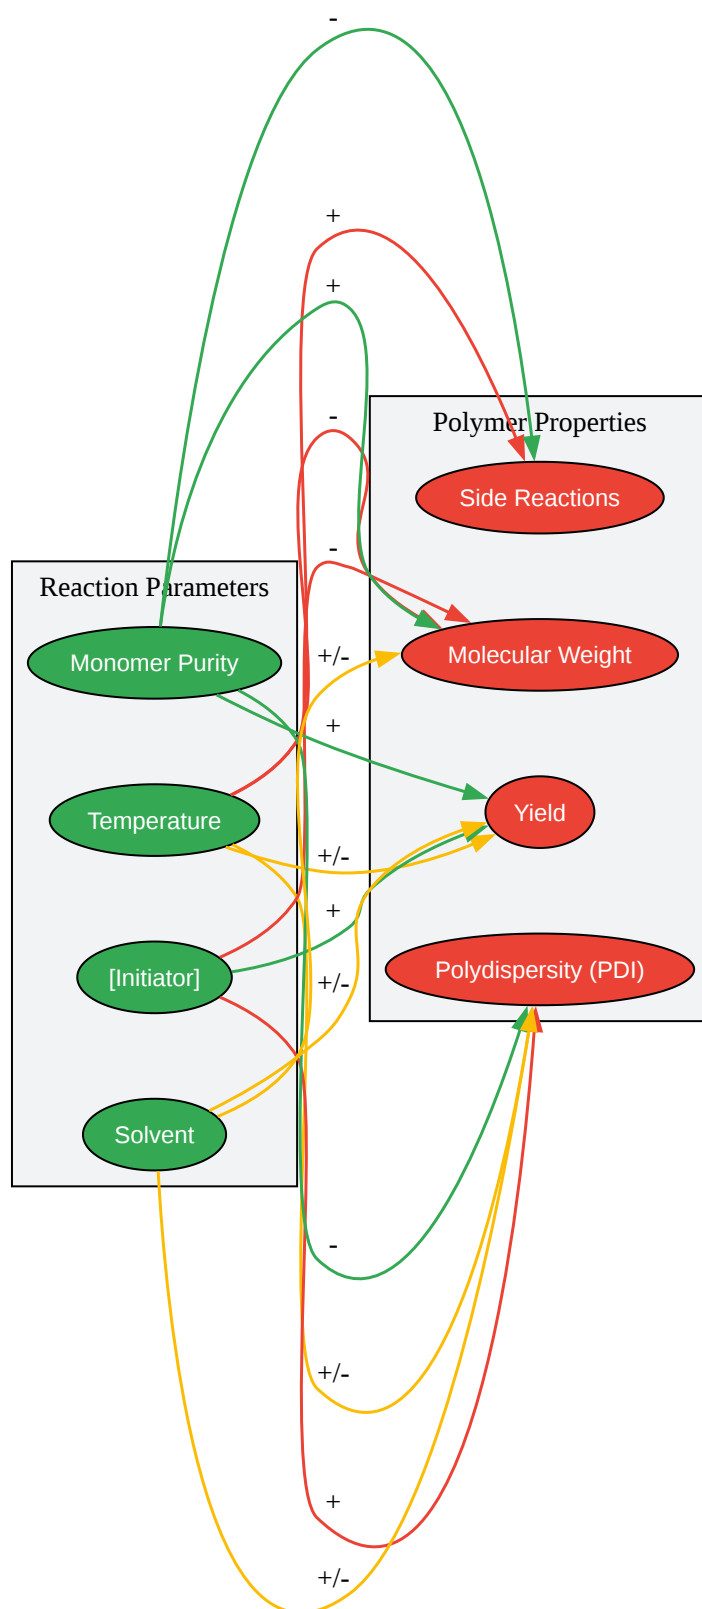 -
+
+
-
Polymer Properties
Side Reactions
-
Reaction Parameters
Monomer Purity
+/-
Molecular Weight
+
Temperature
Yield
+/-
+
[Initiator]
+/-
Polydispersity (PDI)
Solvent
-
+/-
+
+/-